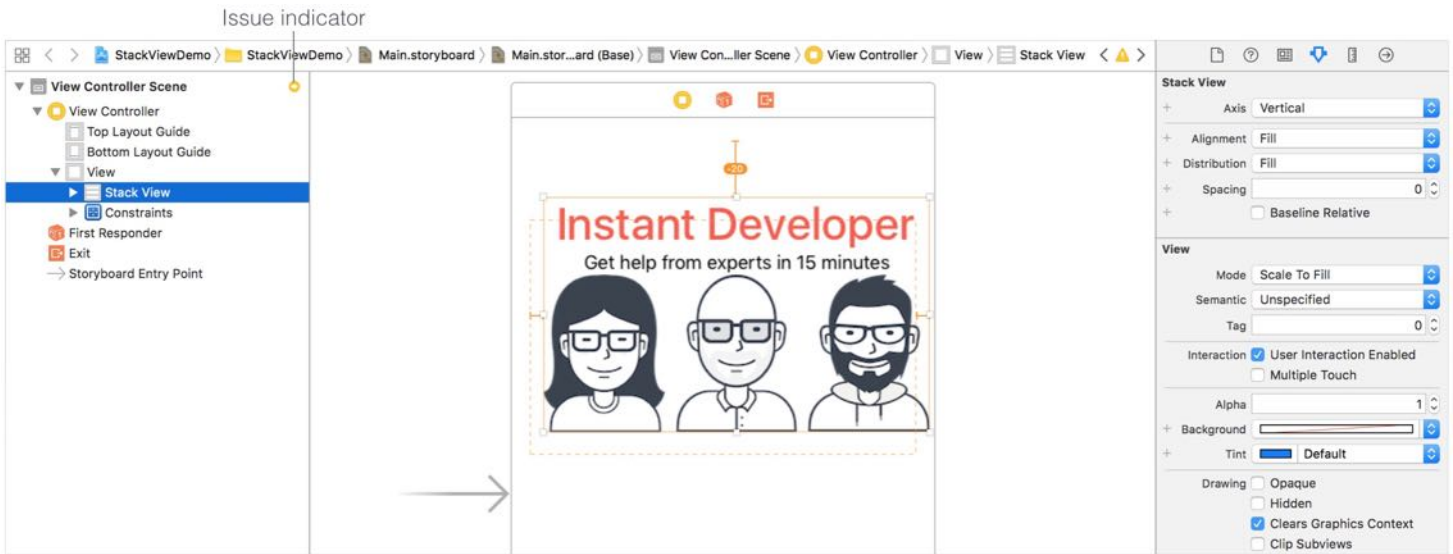 Issue indicator
StackViewDemo StackViewDemo Main.storyboard Main.stor...ard (Base) View Con...ller Scene View Controller View Stack View
View Controller Scene
View Controller
Top Layout Guide
Bottom Layout Guide
View
Stack View
Constraints
First Responder
Exit
Storyboard Entry Point
-20
Instant Developer
Get help from experts in 15 minutes
Stack View
Axis Vertical
Alignment Fill
Distribution Fill
Spacing 0
Baseline Relative
View
Mode Scale To Fill
Semantic Unspecified
Tag 0
Interaction User Interaction Enabled
Multiple Touch
Alpha 1
Background
Tint Default
Drawing Opaque
Hidden
Clears Graphics Context
Clip Subviews